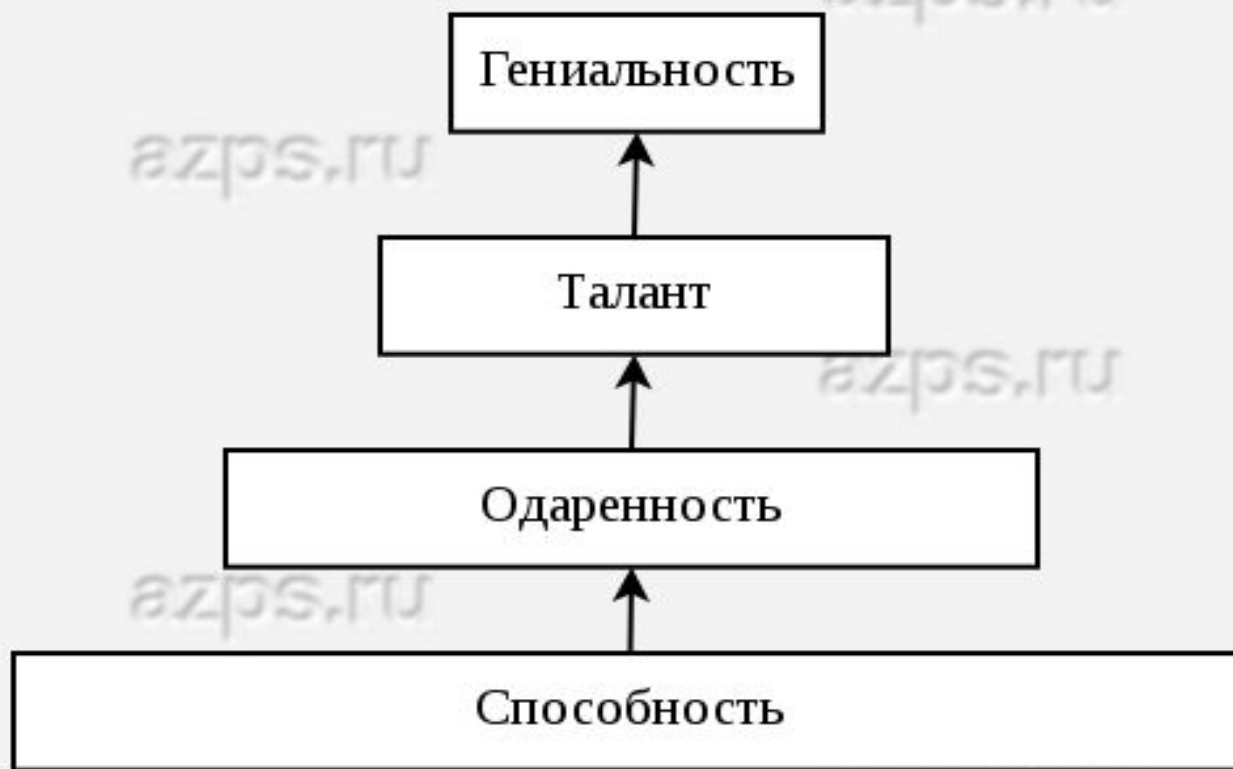 Гениальность
azps.ru
Талант
azps.ru
Одаренность
azps.ru
Способность